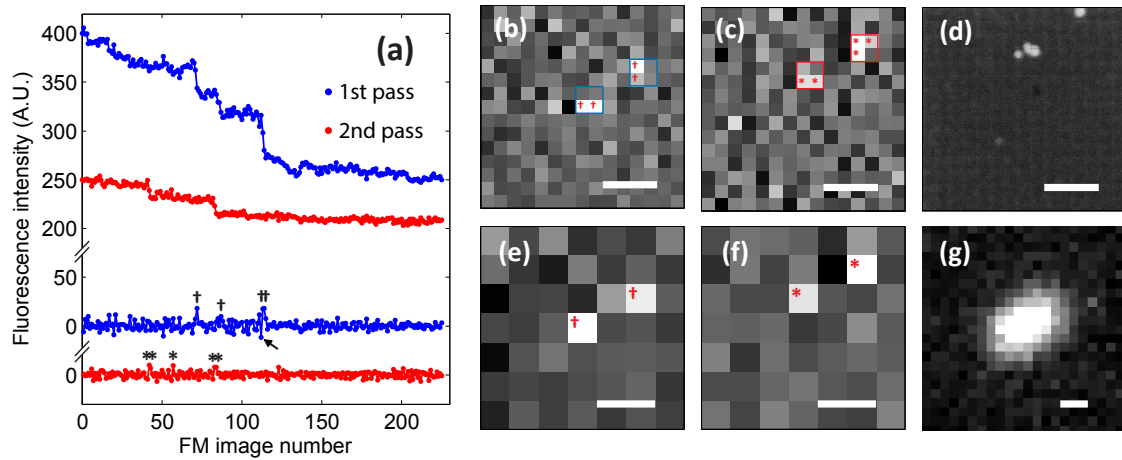 (a)
400
350
300
250
200
50
0
0
Fluorescence intensity (A.U.)
1st pass
2nd pass
† † ††
** * **
0 50 100 150 200
FM image number
(b)
†
†
† †
(c)
* *
*
* *
(d)
(e)
†
†
(f)
*
*
(g)